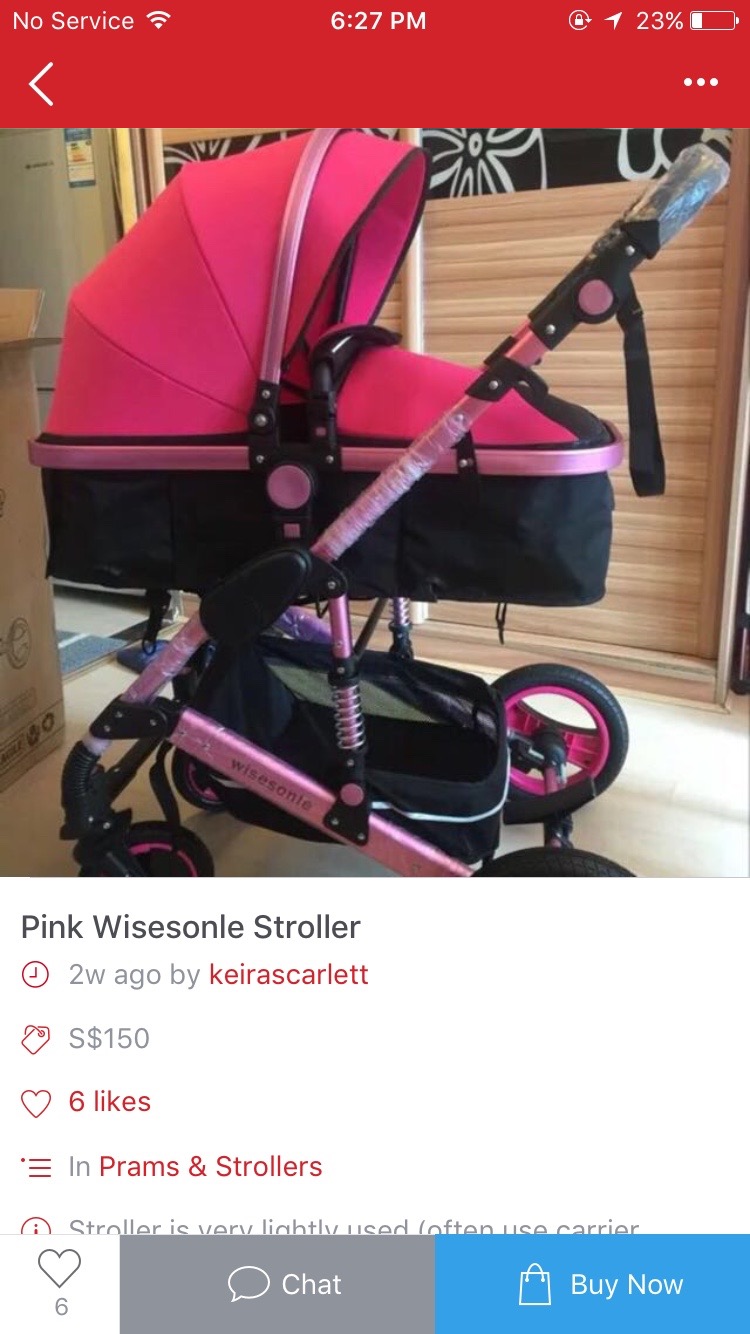 No Service
6:27 PM
23%
wisesonle
Pink Wisesonle Stroller
2w ago by keirascarlett
S$150
6 likes
In Prams & Strollers
Stroller is very lightly used (often use carrier
6
Chat
Buy Now